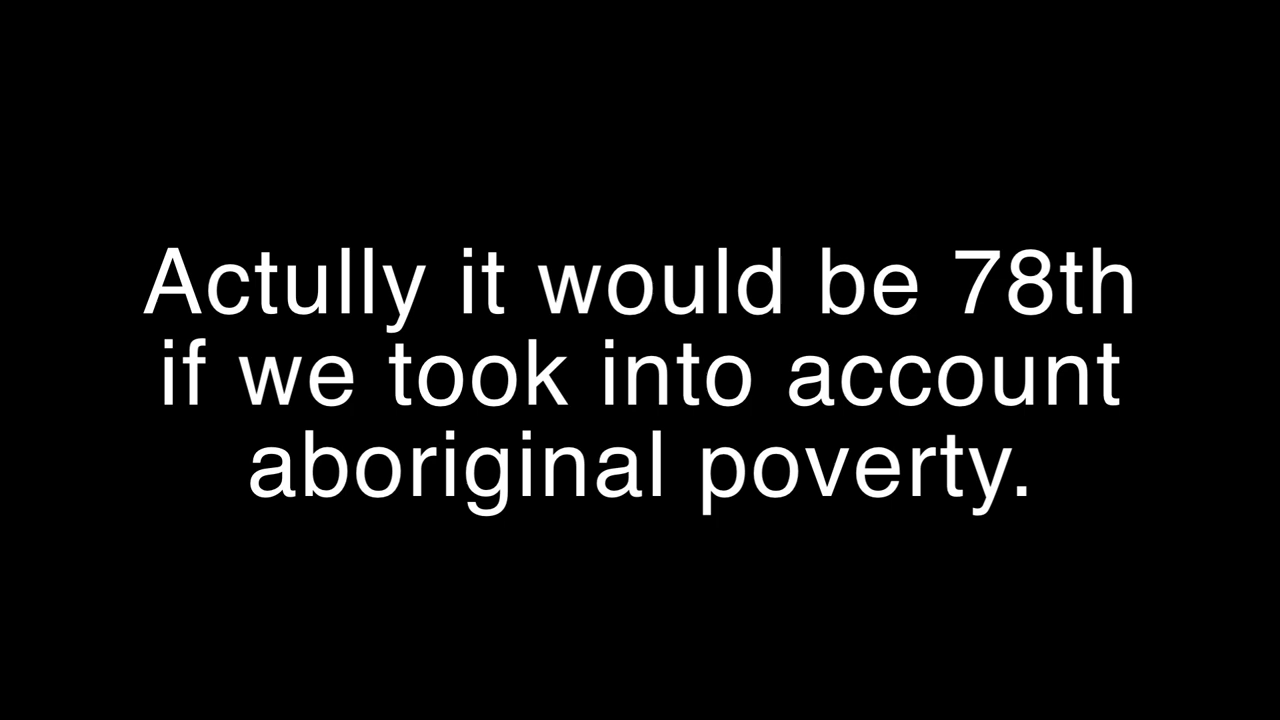 Actully it would be 78th
if we took into account
aboriginal poverty.